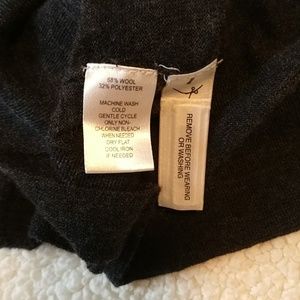 68% WOOL
32% POLYESTER
MACHINE WASH
COLD
GENTLE CYCLE
ONLY NON-
CHLORINE BLEACH
WHEN NEEDED
DRY FLAT
COOL IRON
IF NEEDED
REMOVE BEFORE WEARING
OR WASHING